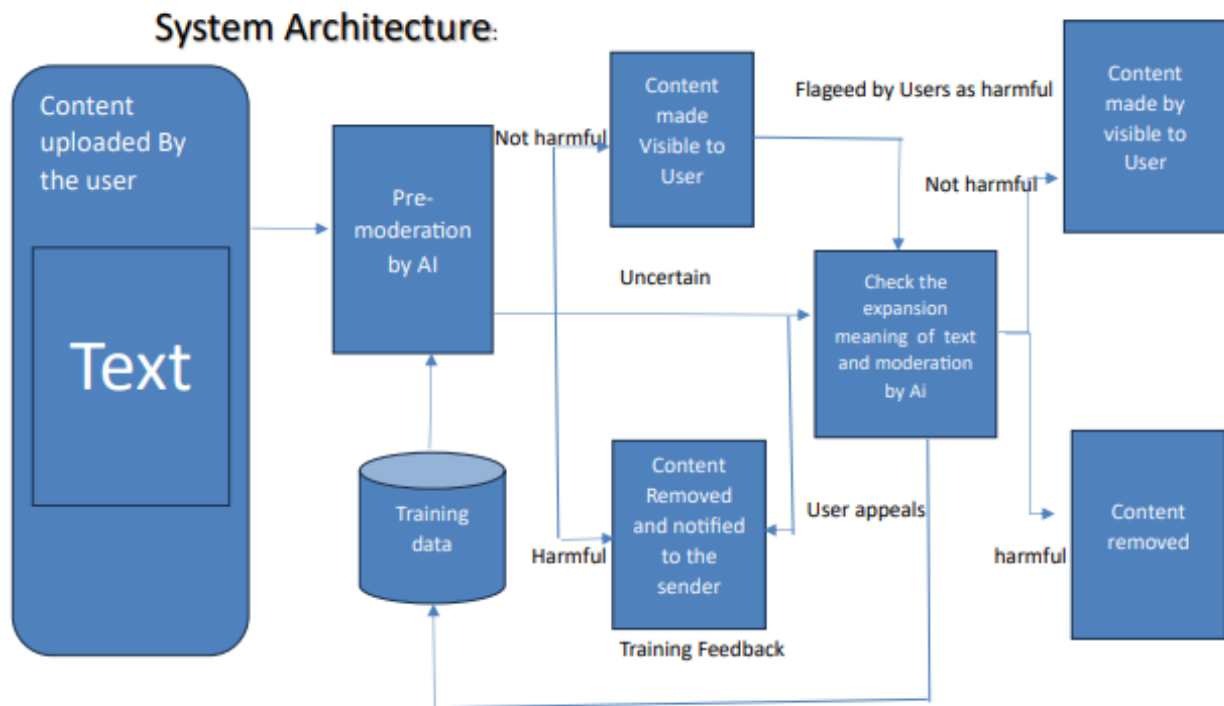 System Architecture:
Content
uploaded By
the user
Text
Pre-
moderation
by AI
Training
data
Not harmful
Content
made
Visible to
User
Uncertain
Harmful
Content
Removed
and notified
to the
sender
Training Feedback
Flageed by Users as harmful
Check the
expansion
meaning of text
and moderation
by Ai
User appeals
Not harmful
Content
made by
visible to
User
harmful
Content
removed